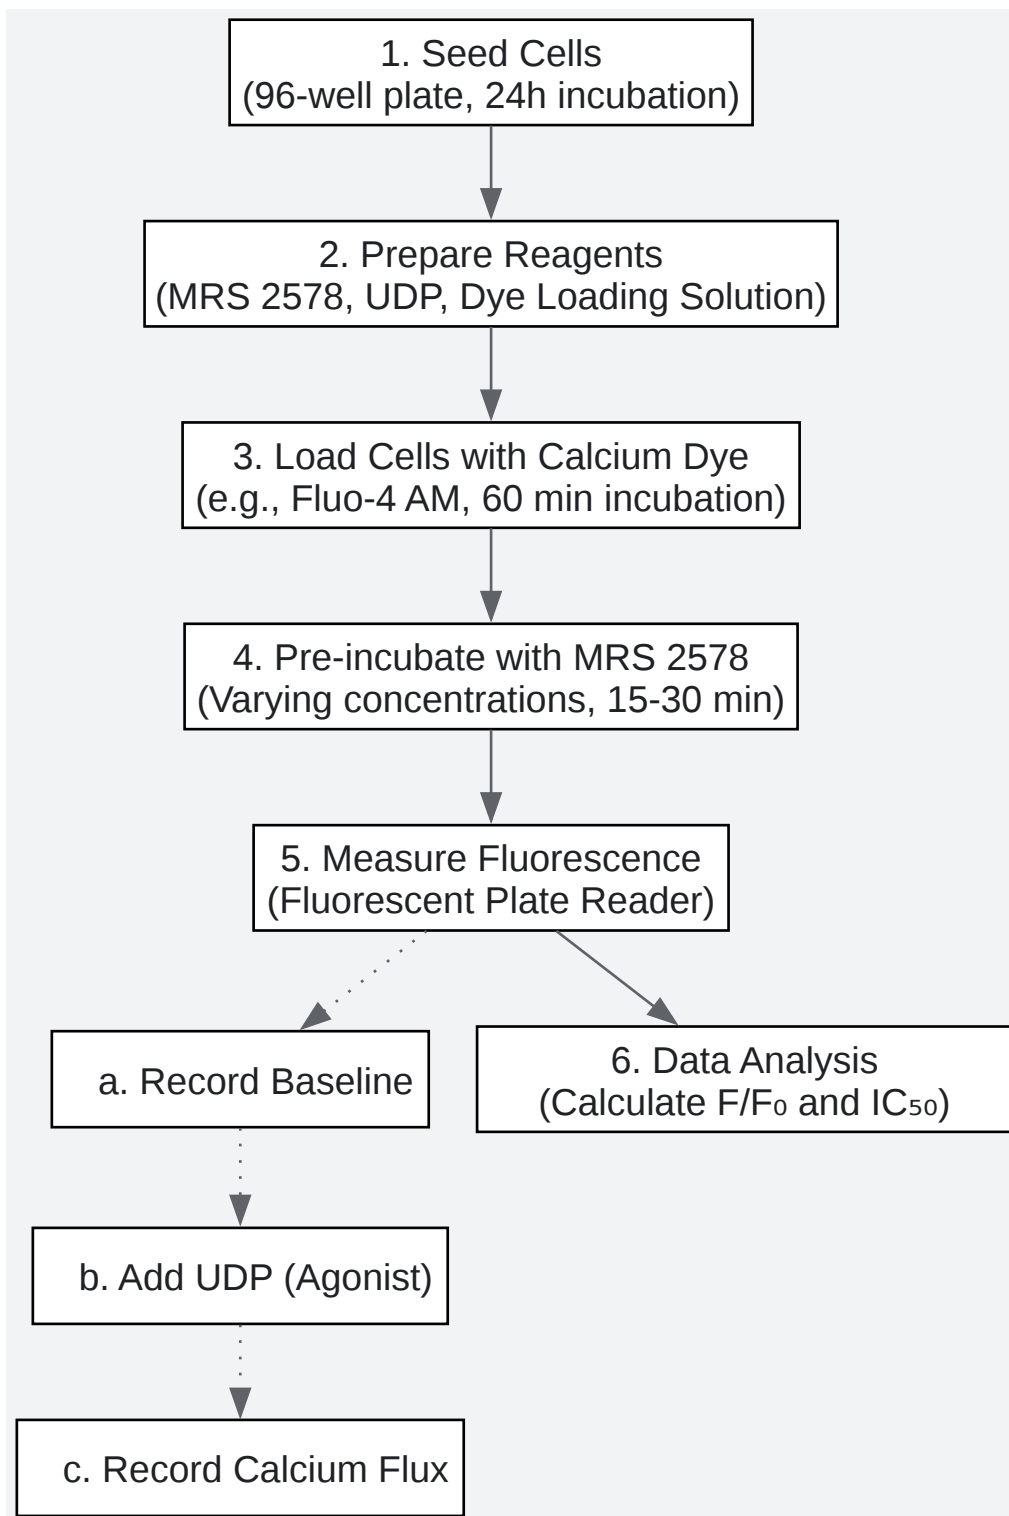 1. Seed Cells
(96-well plate, 24h incubation)
2. Prepare Reagents
(MRS 2578, UDP, Dye Loading Solution)
3. Load Cells with Calcium Dye
(e.g., Fluo-4 AM, 60 min incubation)
4. Pre-incubate with MRS 2578
(Varying concentrations, 15-30 min)
5. Measure Fluorescence
(Fluorescent Plate Reader)
a. Record Baseline
6. Data Analysis
(Calculate F/F₀ and IC₅₀)
b. Add UDP (Agonist)
c. Record Calcium Flux